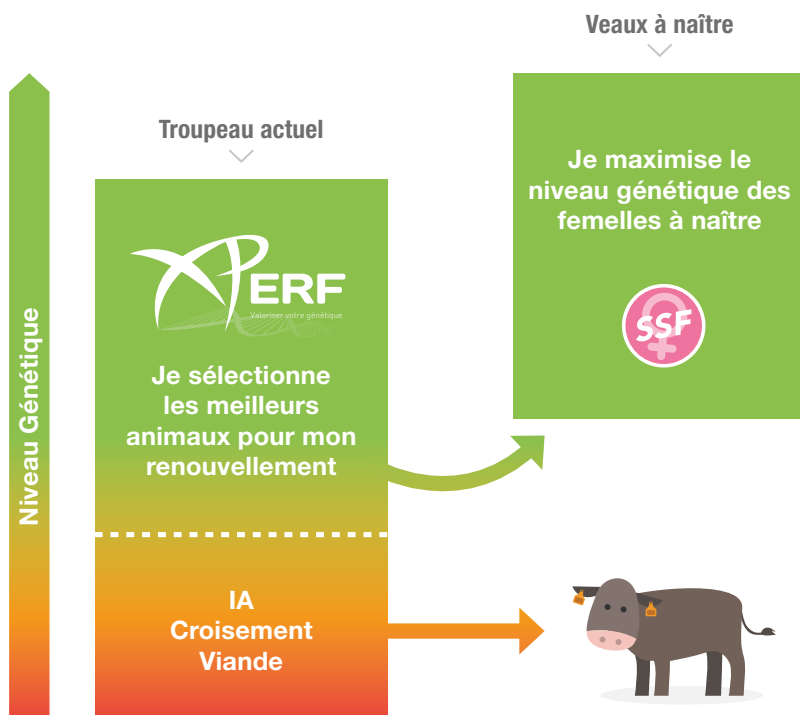 Veaux à naître
Troupeau actuel
Je maximise le
niveau génétique des
femelles à naître
SSF
XPERF
Valoriser votre génétique
Je sélectionne
les meilleurs
animaux pour mon
renouvellement
Niveau Génétique
IA
Croisement
Viande